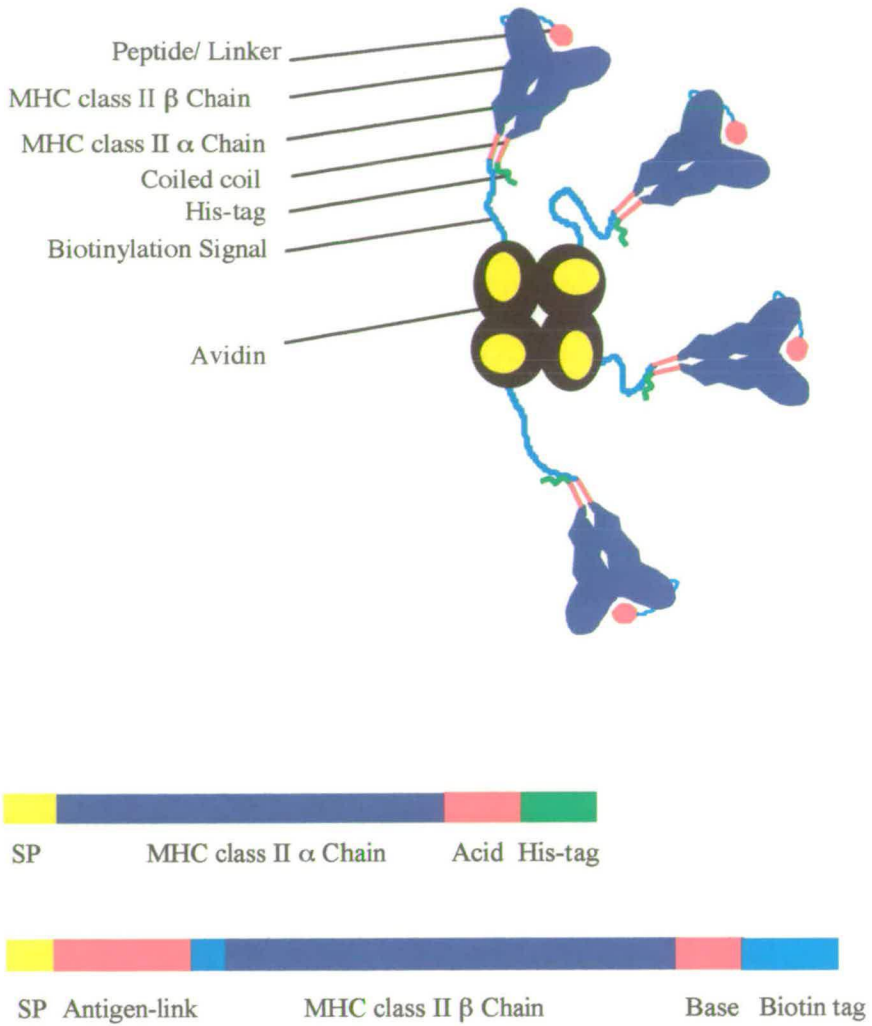 Peptide/ Linker
MHC class II β Chain
MHC class II α Chain
Coiled coil
His-tag
Biotinylation Signal
Avidin
SP MHC class II α Chain Acid His-tag
SP Antigen-link MHC class II β Chain Base Biotin tag